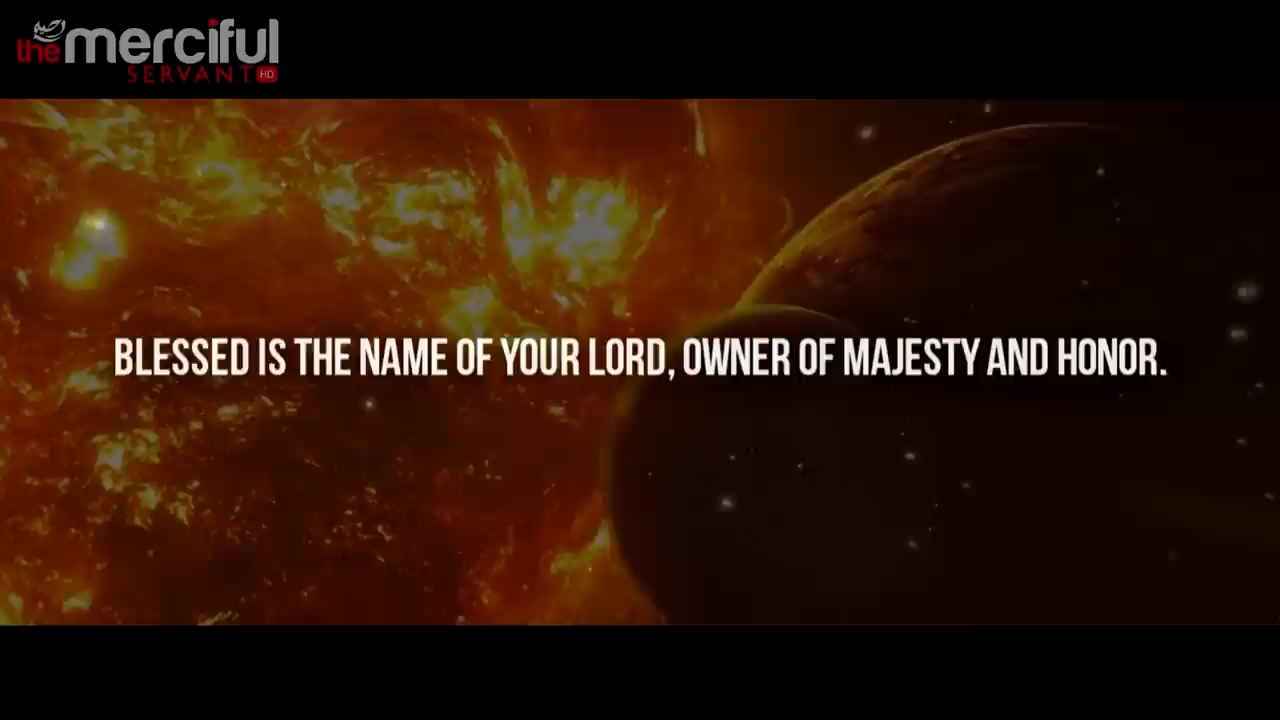 the merciful
SERVANT HD
BLESSED IS THE NAME OF YOUR LORD, OWNER OF MAJESTY AND HONOR.